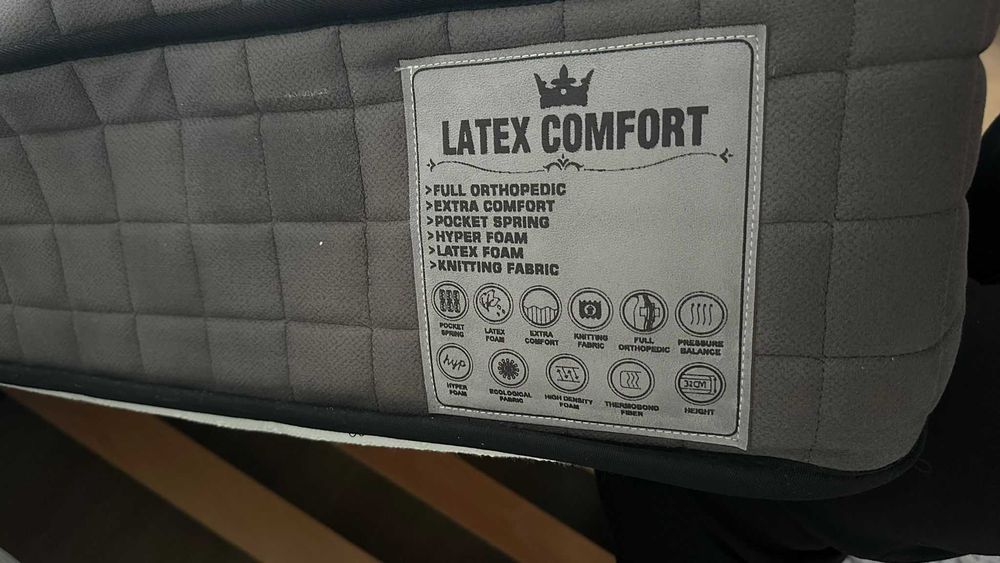 LATEX COMFORT
>FULL ORTHOPEDIC
>EXTRA COMFORT
>POCKET SPRING
>HYPER FOAM
>LATEX FOAM
>KNITTING FABRIC
POCKET SPRING
LATEX FOAM
EXTRA COMFORT
KNITTING FABRIC
FULL ORTHOPEDIC
PRESSURE BALANCE
hyp
HYPER FOAM
ECOLOGICAL FABRIC
HIGH DENSITY FOAM
THERMOBOND FIBER
HEIGHT